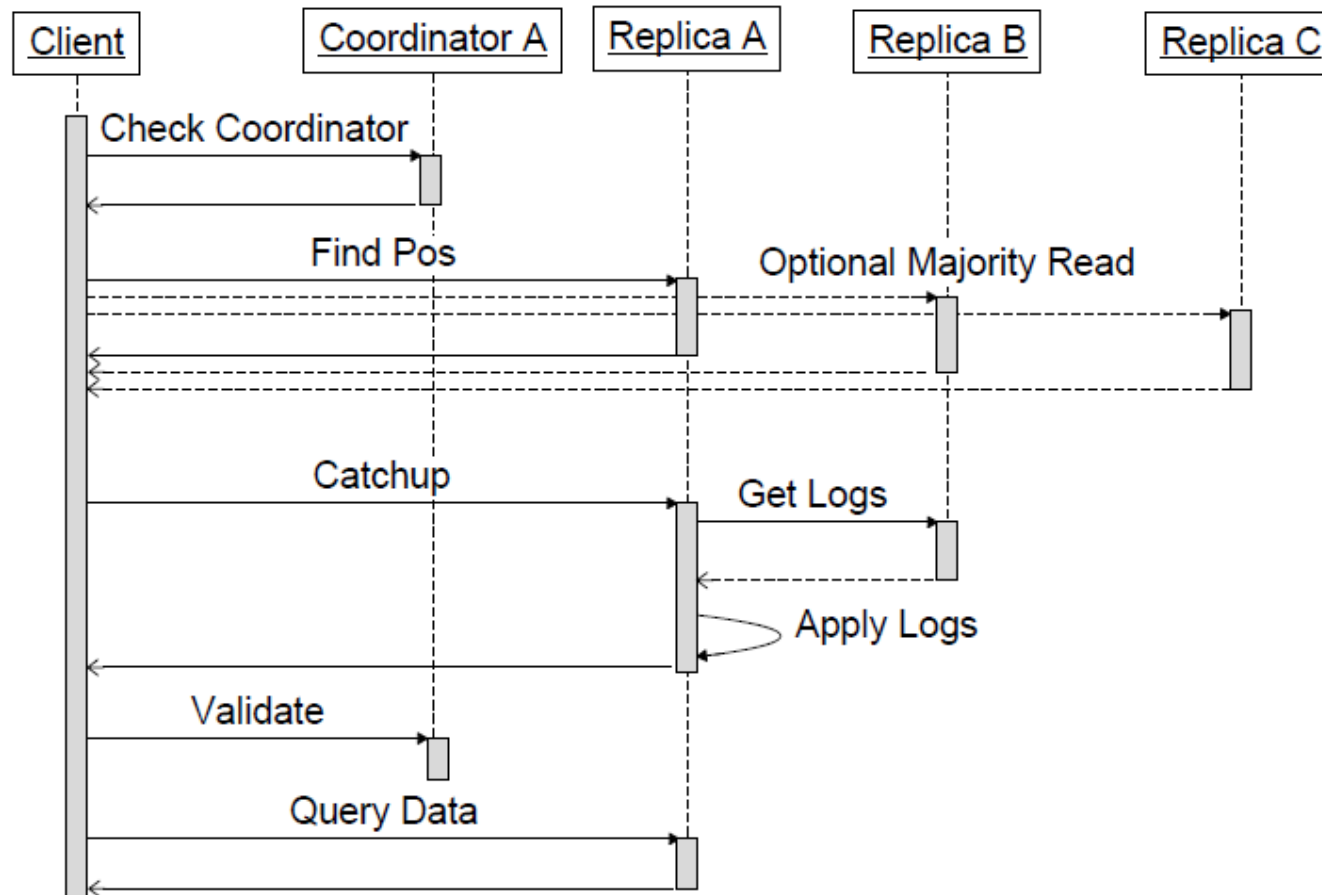 Client
Coordinator A
Replica A
Replica B
Replica C
Check Coordinator
Find Pos
Optional Majority Read
Catchup
Get Logs
Apply Logs
Validate
Query Data